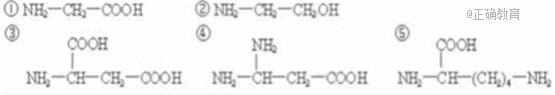 ① NH₂—CH₂—COOH ② NH₂—CH₂—CH₂OH @正确教育
③ ④ ⑤
COOH NH₂ COOH
NH₂—CH—CH₂—COOH NH₂—CH—CH₂—COOH NH₂—CH—(CH₂)₄—NH₂